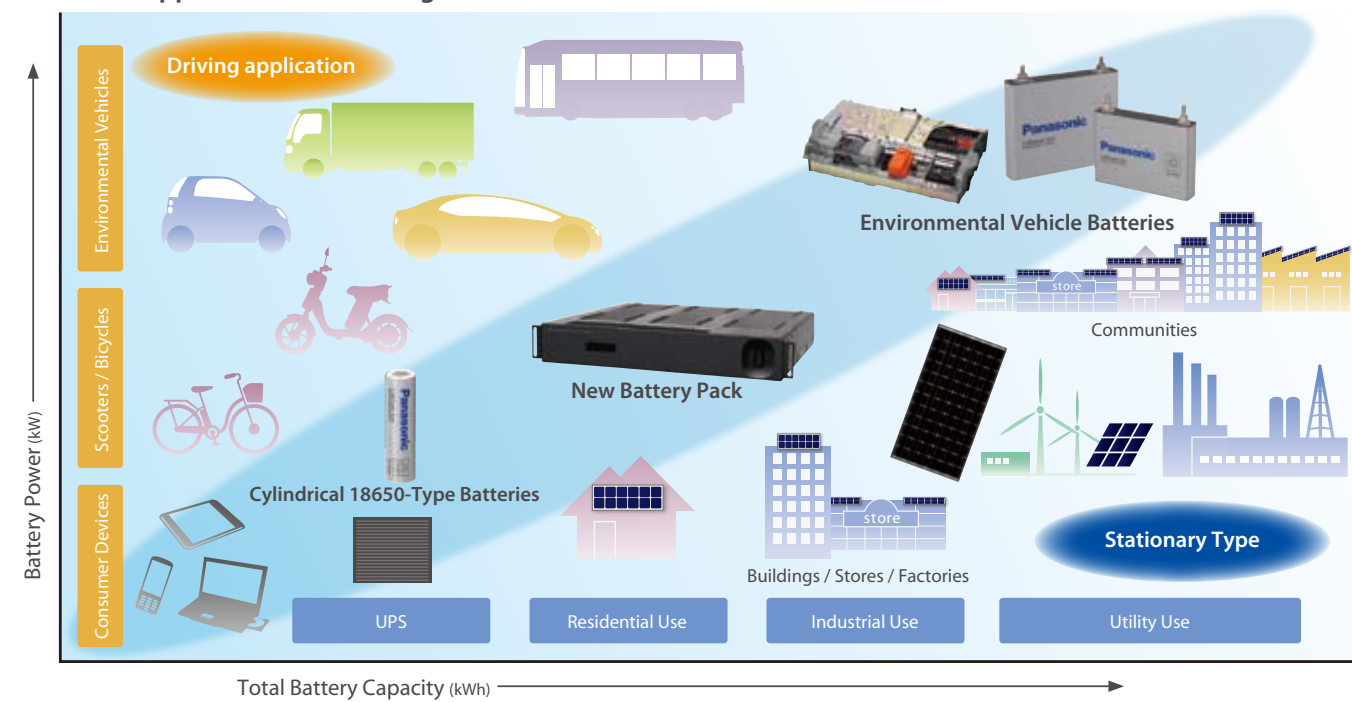 Driving application
Environmental Vehicles
Panasonic
Panasonic
Environmental Vehicle Batteries
store
Communities
Scooters / Bicycles
New Battery Pack
Panasonic
Cylindrical 18650-Type Batteries
store
Stationary Type
Buildings / Stores / Factories
Consumer Devices
UPS
Residential Use
Industrial Use
Utility Use
Battery Power (kW)
Total Battery Capacity (kWh)